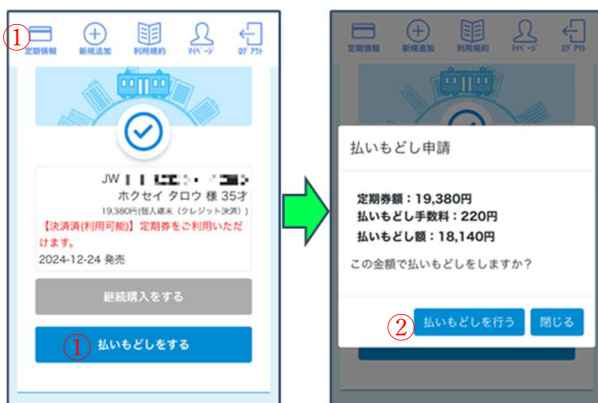 ①
定期情報 新規追加 利用規約 マイページ ログアウト
JW
ホクセイ タロウ 様 35才
19,380円(個人端末（クレジット決済）)
【決済済(利用可能)】定期券をご利用いただ
けます。
2024-12-24 発売
継続購入をする
① 払いもどしをする
定期情報 新規追加 利用規約 マイページ ログアウト
払いもどし申請
定期券額：19,380円
払いもどし手数料：220円
払いもどし額：18,140円
この金額で払いもどしをしますか？
② 払いもどしを行う 閉じる